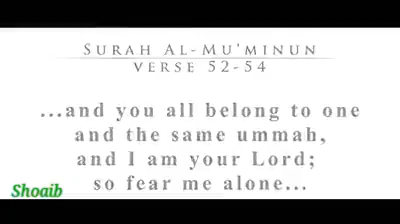 SURAH AL-MU'MINUN
VERSE 52-54
...and you all belong to one
and the same ummah,
and I am your Lord;
so fear me alone...
Shoaib